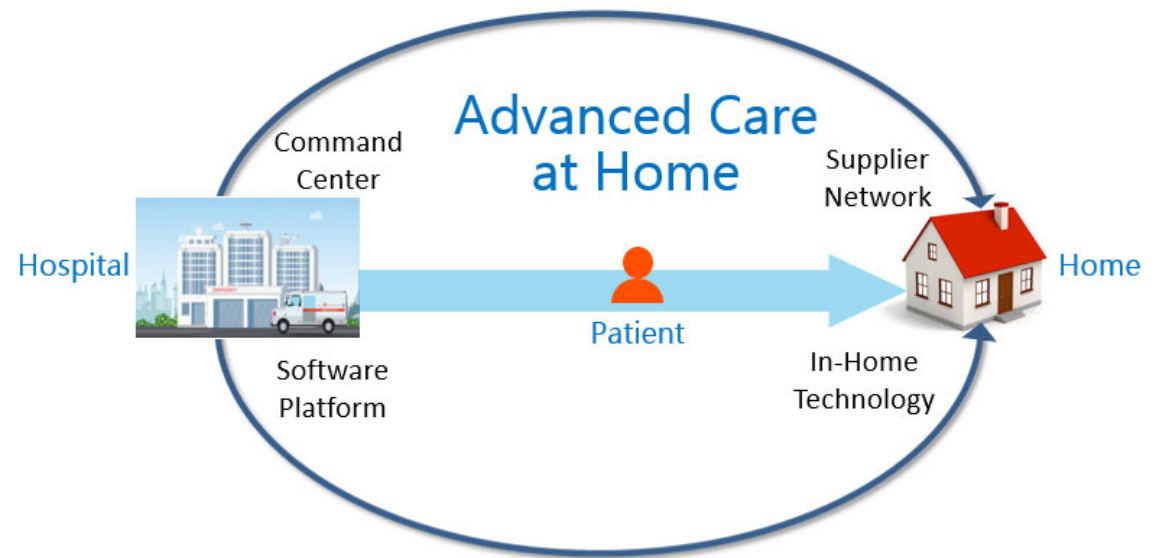 Advanced Care
at Home
Command
Center
Supplier
Network
Hospital
Home
Patient
Software
Platform
In-Home
Technology